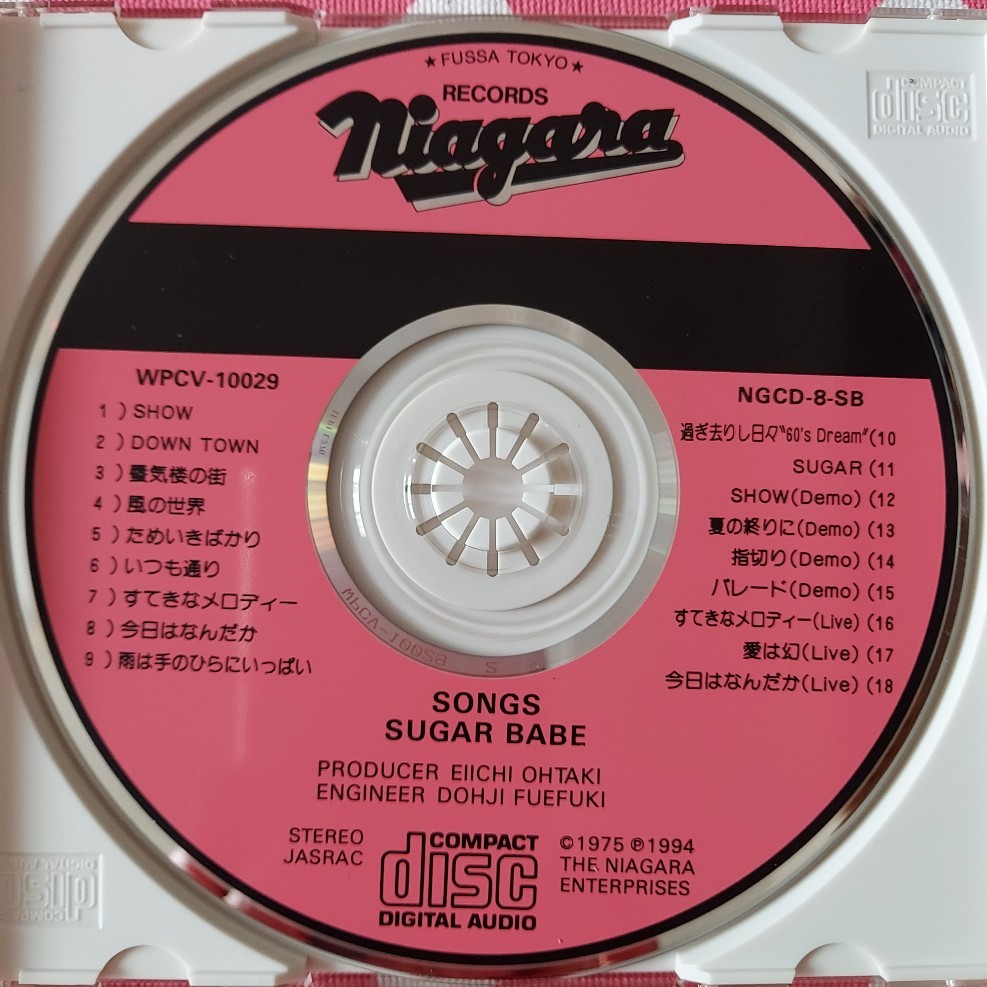 ★FUSSA TOKYO★
RECORDS
Niagara
COMPACT
disc
DIGITAL AUDIO
WPCV-10029
1 ) SHOW
2 ) DOWN TOWN
3 )蜃気楼の街
4 ) 風の世界
5 ) ためいきばかり
6 ) いつも通り
7 ) すてきなメロディー
8 ) 今日はなんだか
9 ) 雨は手のひらにいっぱい
NGCD-8-SB
過ぎ去りし日々“60's Dream”(10
SUGAR (11
SHOW(Demo) (12
夏の終りに(Demo) (13
指切り(Demo) (14
パレード(Demo) (15
すてきなメロディー(Live) (16
愛は幻(Live) (17
今日はなんだか(Live) (18
WPCV-10029 2
SONGS
SUGAR BABE
PRODUCER EIICHI OHTAKI
ENGINEER DOHJI FUEFUKI
STEREO
JASRAC
COMPACT
disc
DIGITAL AUDIO
©1975 ℗1994
THE NIAGARA
ENTERPRISES
COMPACT
disc
DIGITAL AUDIO